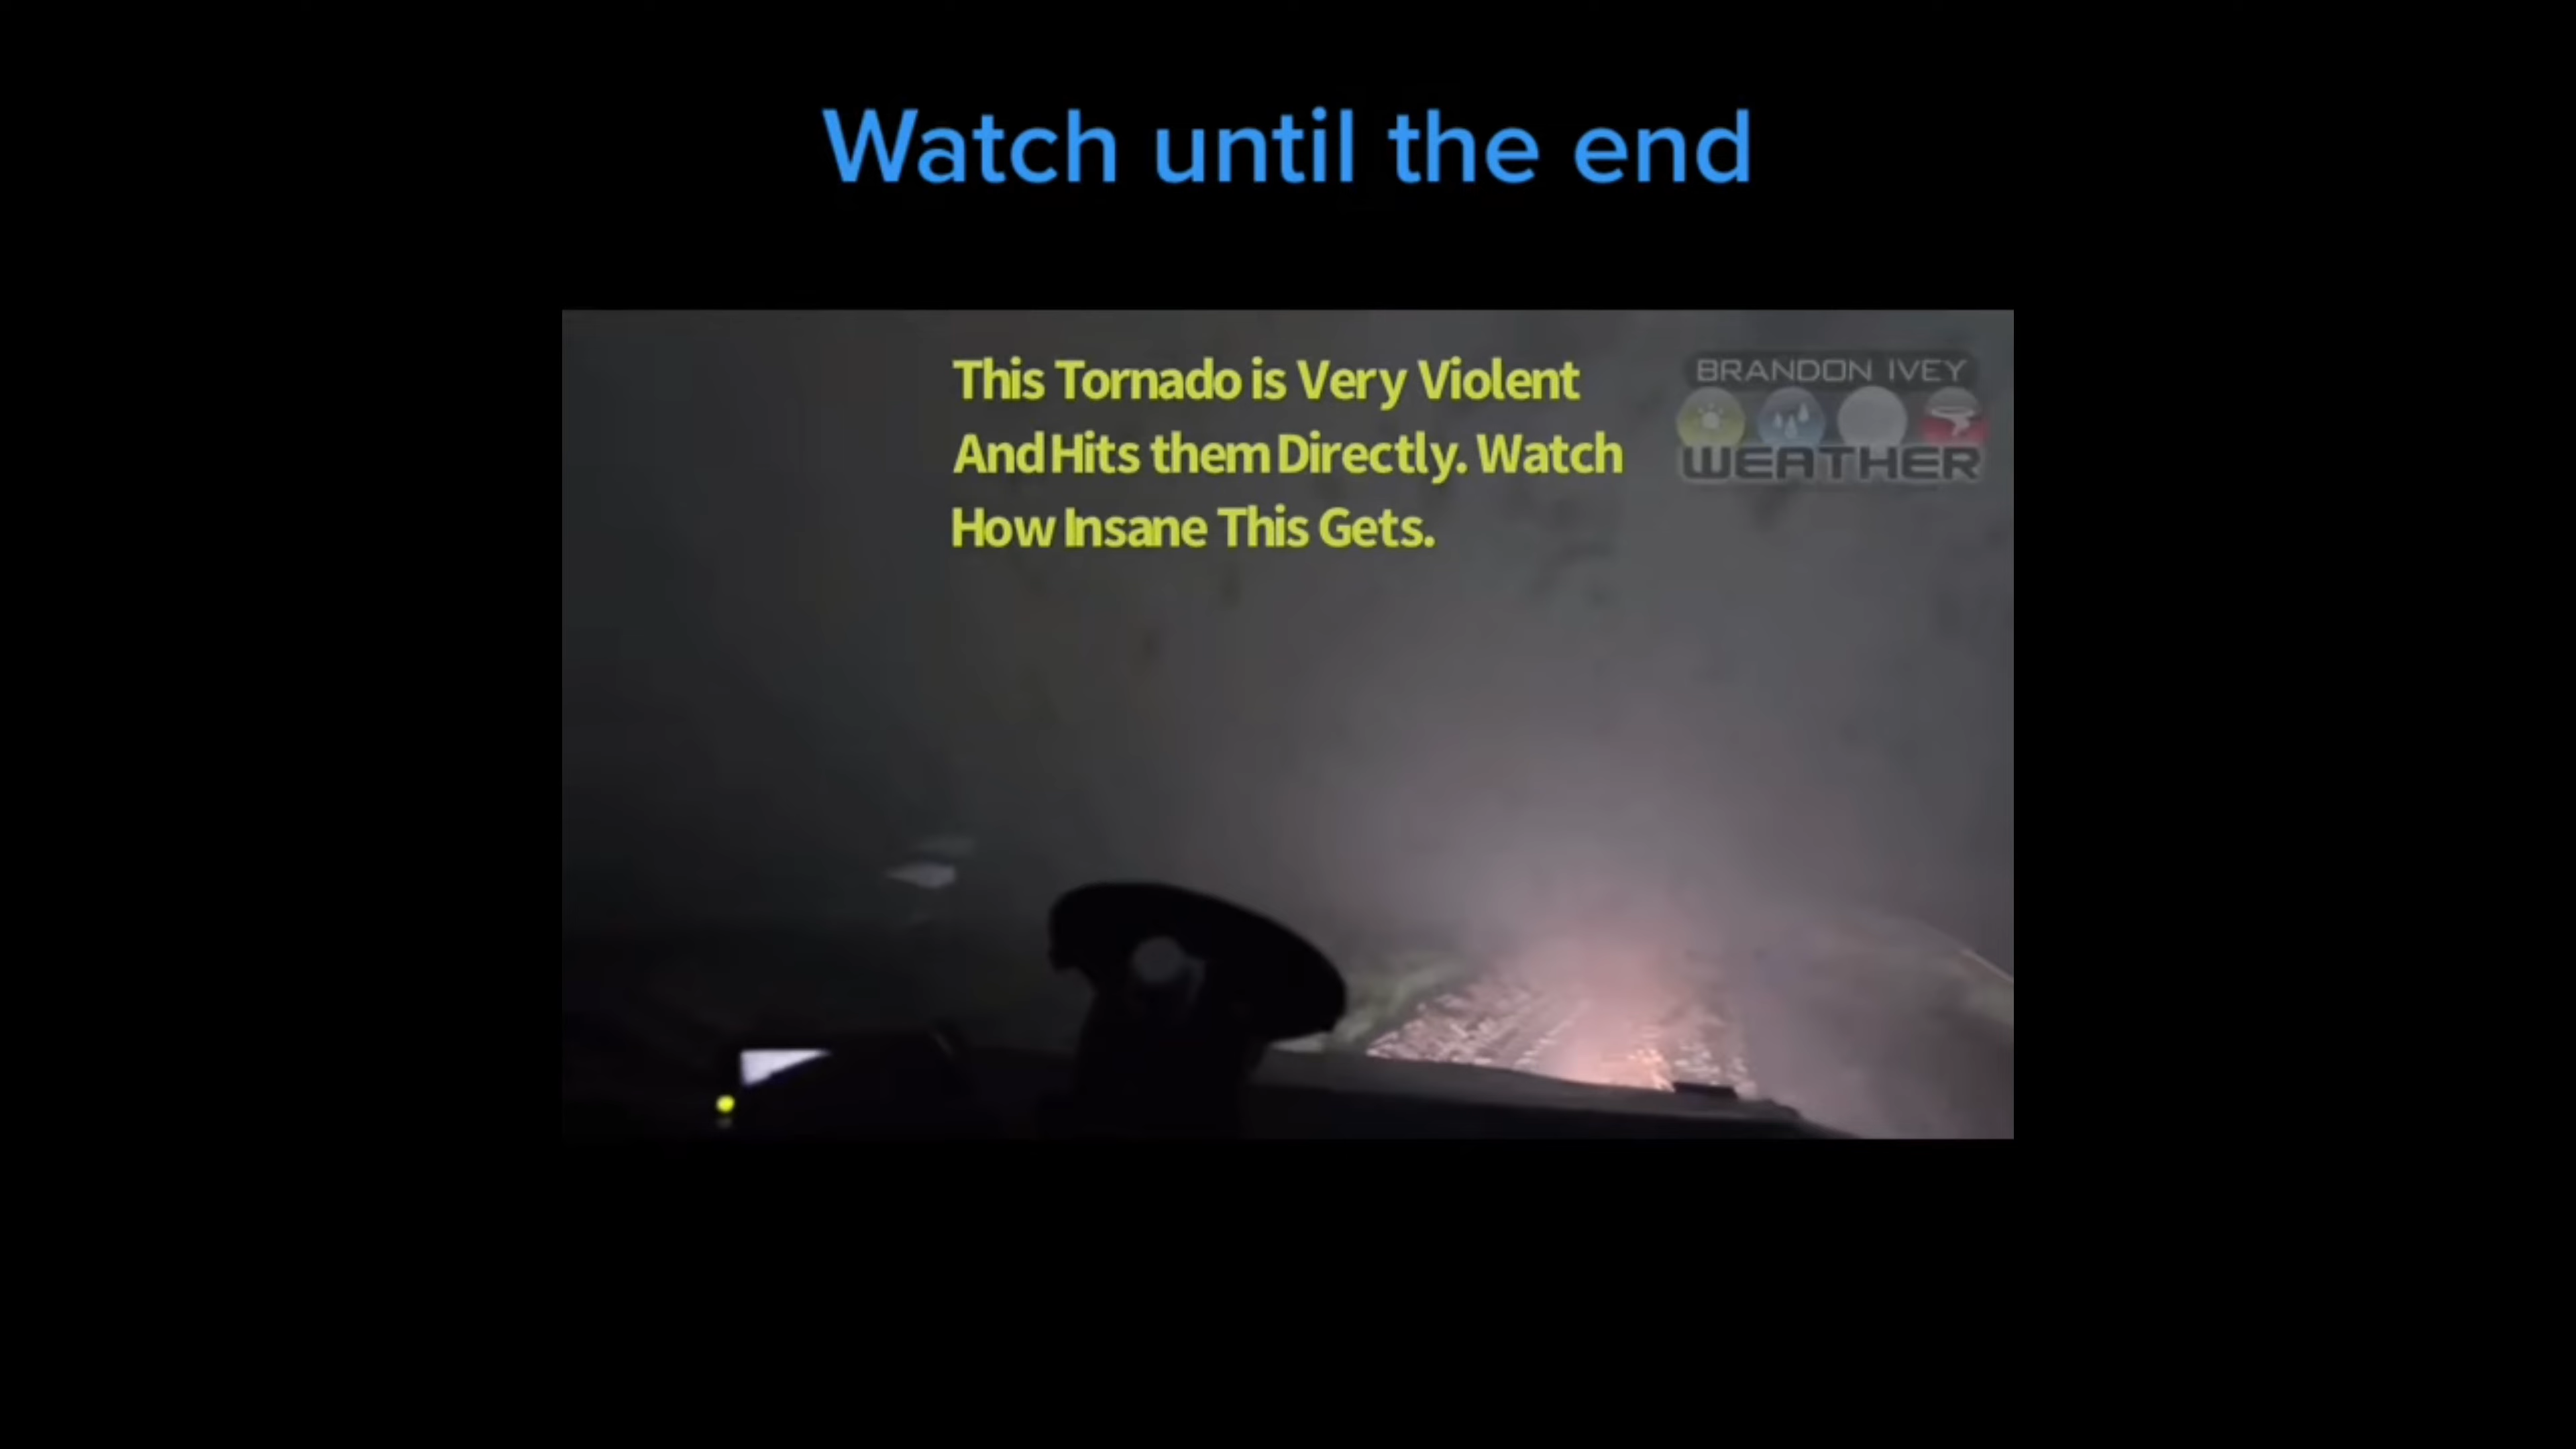 Watch until the end
This Tornado is Very Violent
And Hits them Directly. Watch
How Insane This Gets.
BRANDON IVEY
WEATHER